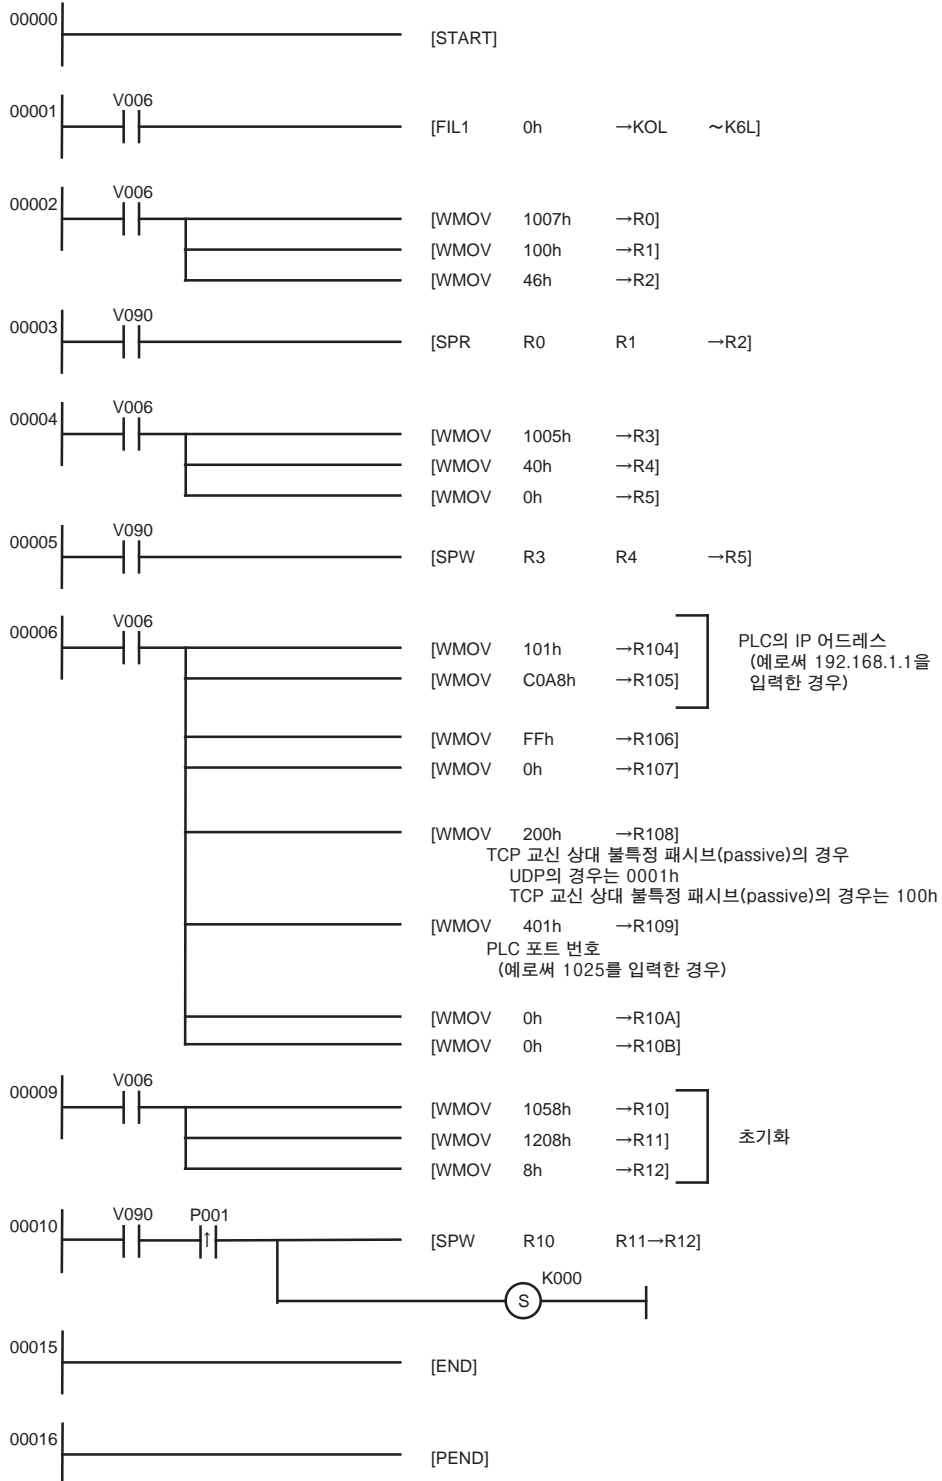 00000
[START]
00001
V006
[FIL1 0h →KOL ～K6L]
00002
V006
[WMOV 1007h →R0]
[WMOV 100h →R1]
[WMOV 46h →R2]
00003
V090
[SPR R0 R1 →R2]
00004
V006
[WMOV 1005h →R3]
[WMOV 40h →R4]
[WMOV 0h →R5]
00005
V090
[SPW R3 R4 →R5]
00006
V006
[WMOV 101h →R104]
[WMOV C0A8h →R105]
PLC의 IP 어드레스
(예로써 192.168.1.1을
입력한 경우)
[WMOV FFh →R106]
[WMOV 0h →R107]
[WMOV 200h →R108]
TCP 교신 상대 불특정 패시브(passive)의 경우
UDP의 경우는 0001h
TCP 교신 상대 불특정 패시브(passive)의 경우는 100h
[WMOV 401h →R109]
PLC 포트 번호
(예로써 1025를 입력한 경우)
[WMOV 0h →R10A]
[WMOV 0h →R10B]
00009
V006
[WMOV 1058h →R10]
[WMOV 1208h →R11]
[WMOV 8h →R12]
초기화
00010
V090 P001
↑
[SPW R10 R11→R12]
K000
S
00015
[END]
00016
[PEND]